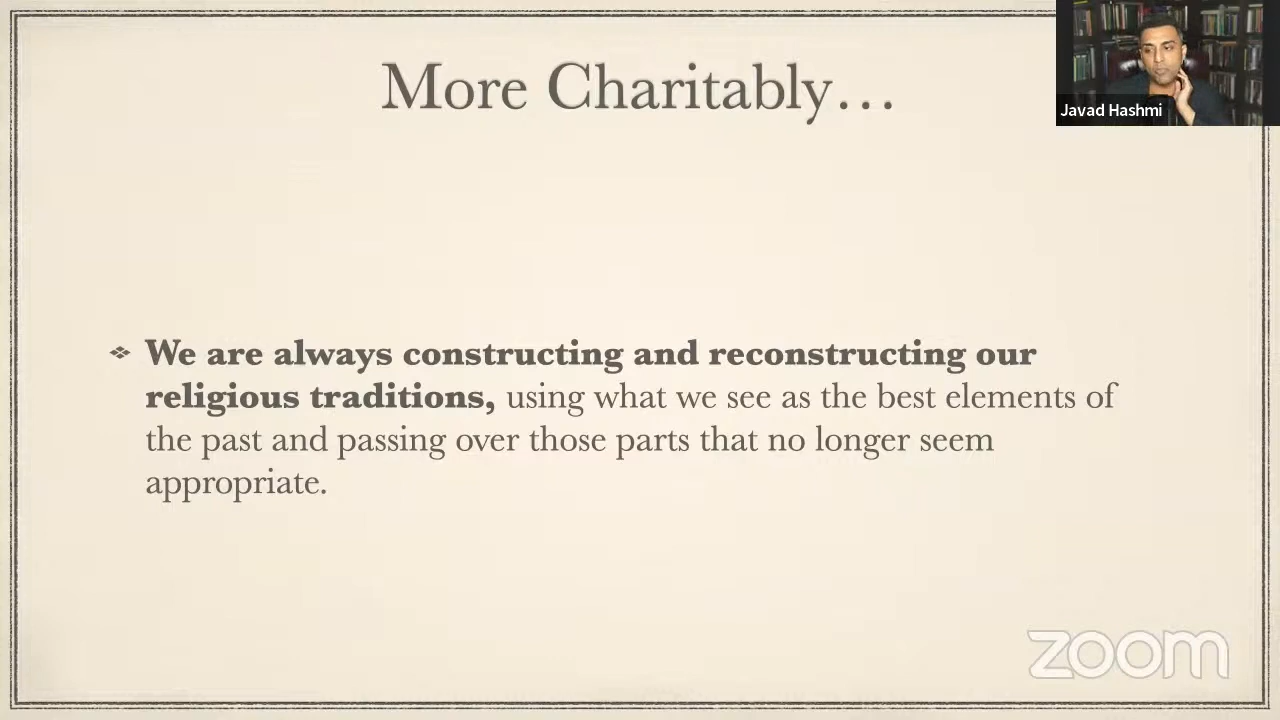 More Charitably…
Javad Hashmi
❖ We are always constructing and reconstructing our
religious traditions, using what we see as the best elements of
the past and passing over those parts that no longer seem
appropriate.
zoom